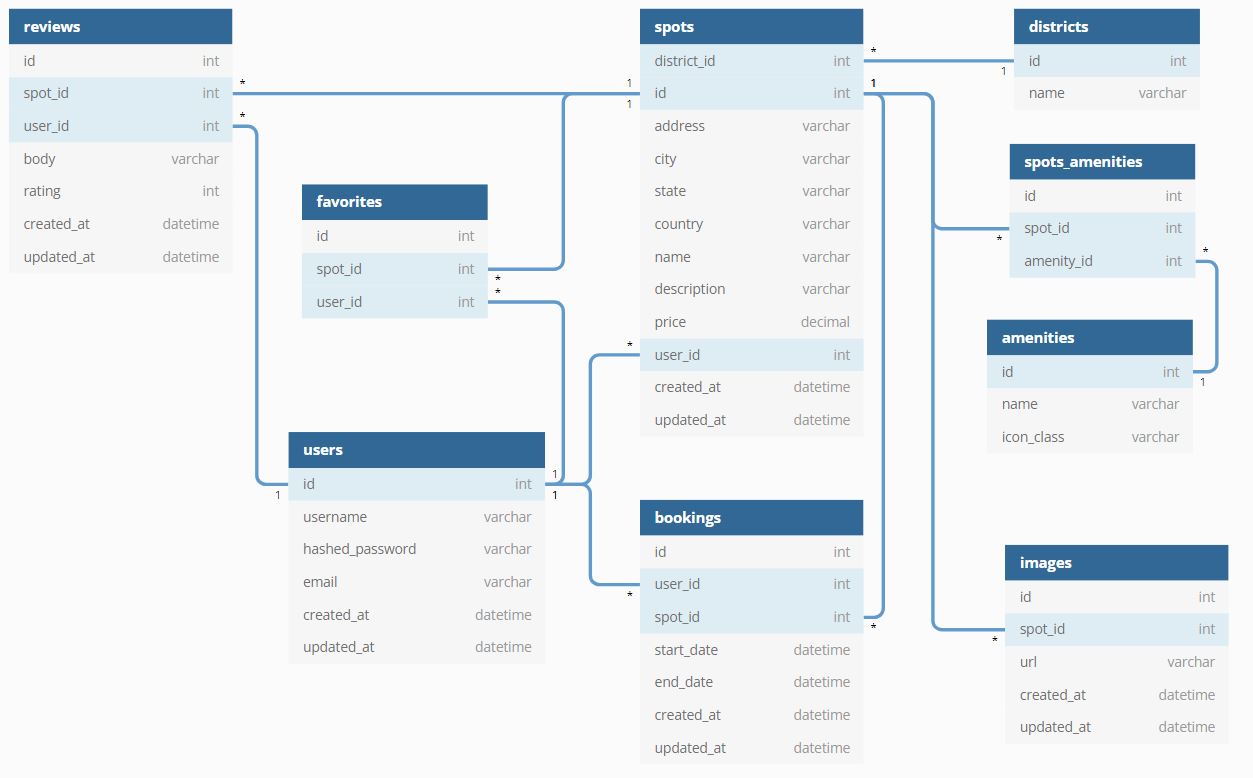 reviews
id int
* 
spot_id int
*
user_id int
body varchar
rating int
created_at datetime
updated_at datetime
favorites
id int
spot_id int
*
*
user_id int
users
1
id int
1
1
1
username varchar
hashed_password varchar
email varchar
created_at datetime
updated_at datetime
spots
district_id int
*
1
1
id int
1
address varchar
city varchar
state varchar
country varchar
name varchar
description varchar
price decimal
*
user_id int
created_at datetime
updated_at datetime
bookings
id int
user_id int
*
spot_id int
*
start_date datetime
end_date datetime
created_at datetime
updated_at datetime
districts
id int
1
name varchar
spots_amenities
id int
spot_id int
*
*
amenity_id int
amenities
id int
1
name varchar
icon_class varchar
images
id int
spot_id int
*
url varchar
created_at datetime
updated_at datetime